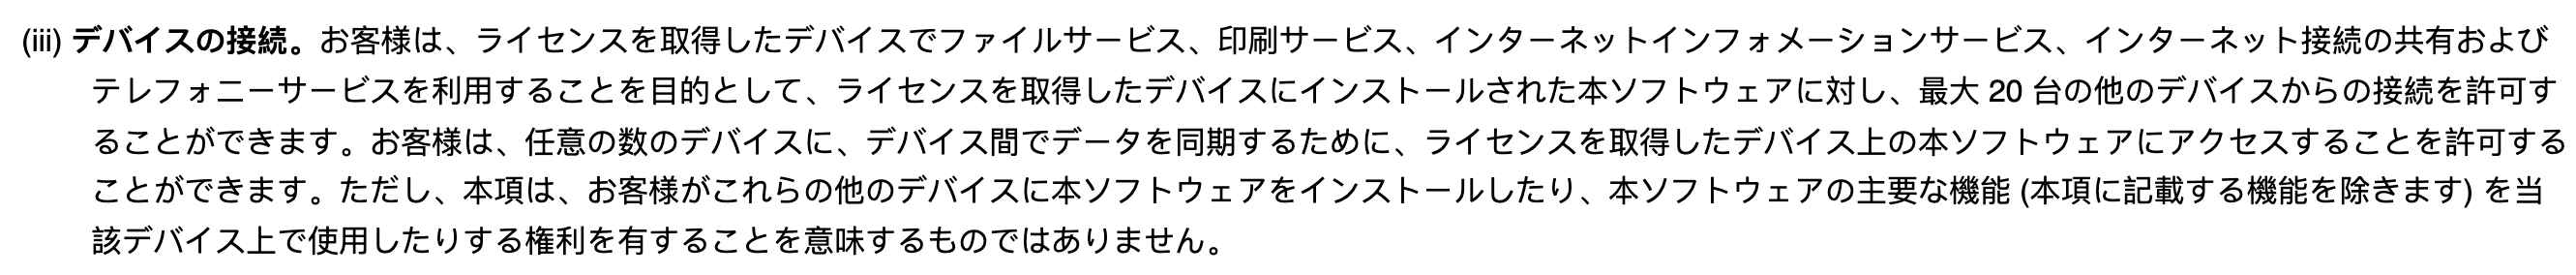 (iii) デバイスの接続。お客様は、ライセンスを取得したデバイスでファイルサービス、印刷サービス、インターネットインフォメーションサービス、インターネット接続の共有および
テレフォニーサービスを利用することを目的として、ライセンスを取得したデバイスにインストールされた本ソフトウェアに対し、最大 20 台の他のデバイスからの接続を許可す
ることができます。お客様は、任意の数のデバイスに、デバイス間でデータを同期するために、ライセンスを取得したデバイス上の本ソフトウェアにアクセスすることを許可する
ことができます。ただし、本項は、お客様がこれらの他のデバイスに本ソフトウェアをインストールしたり、本ソフトウェアの主要な機能 (本項に記載する機能を除きます) を当
該デバイス上で使用したりする権利を有することを意味するものではありません。